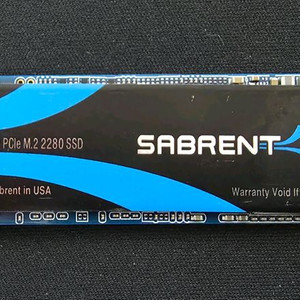 PCIe M.2 2280 SSD
SABRENT
brent in USA
Warranty Void If